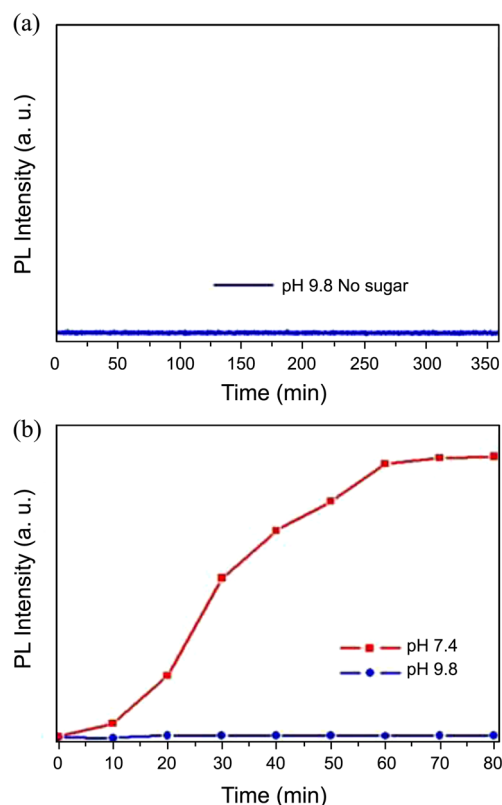 (a)
PL Intensity (a. u.)
pH 9.8 No sugar
0 50 100 150 200 250 300 350
Time (min)
(b)
PL Intensity (a. u.)
pH 7.4
pH 9.8
0 10 20 30 40 50 60 70 80
Time (min)